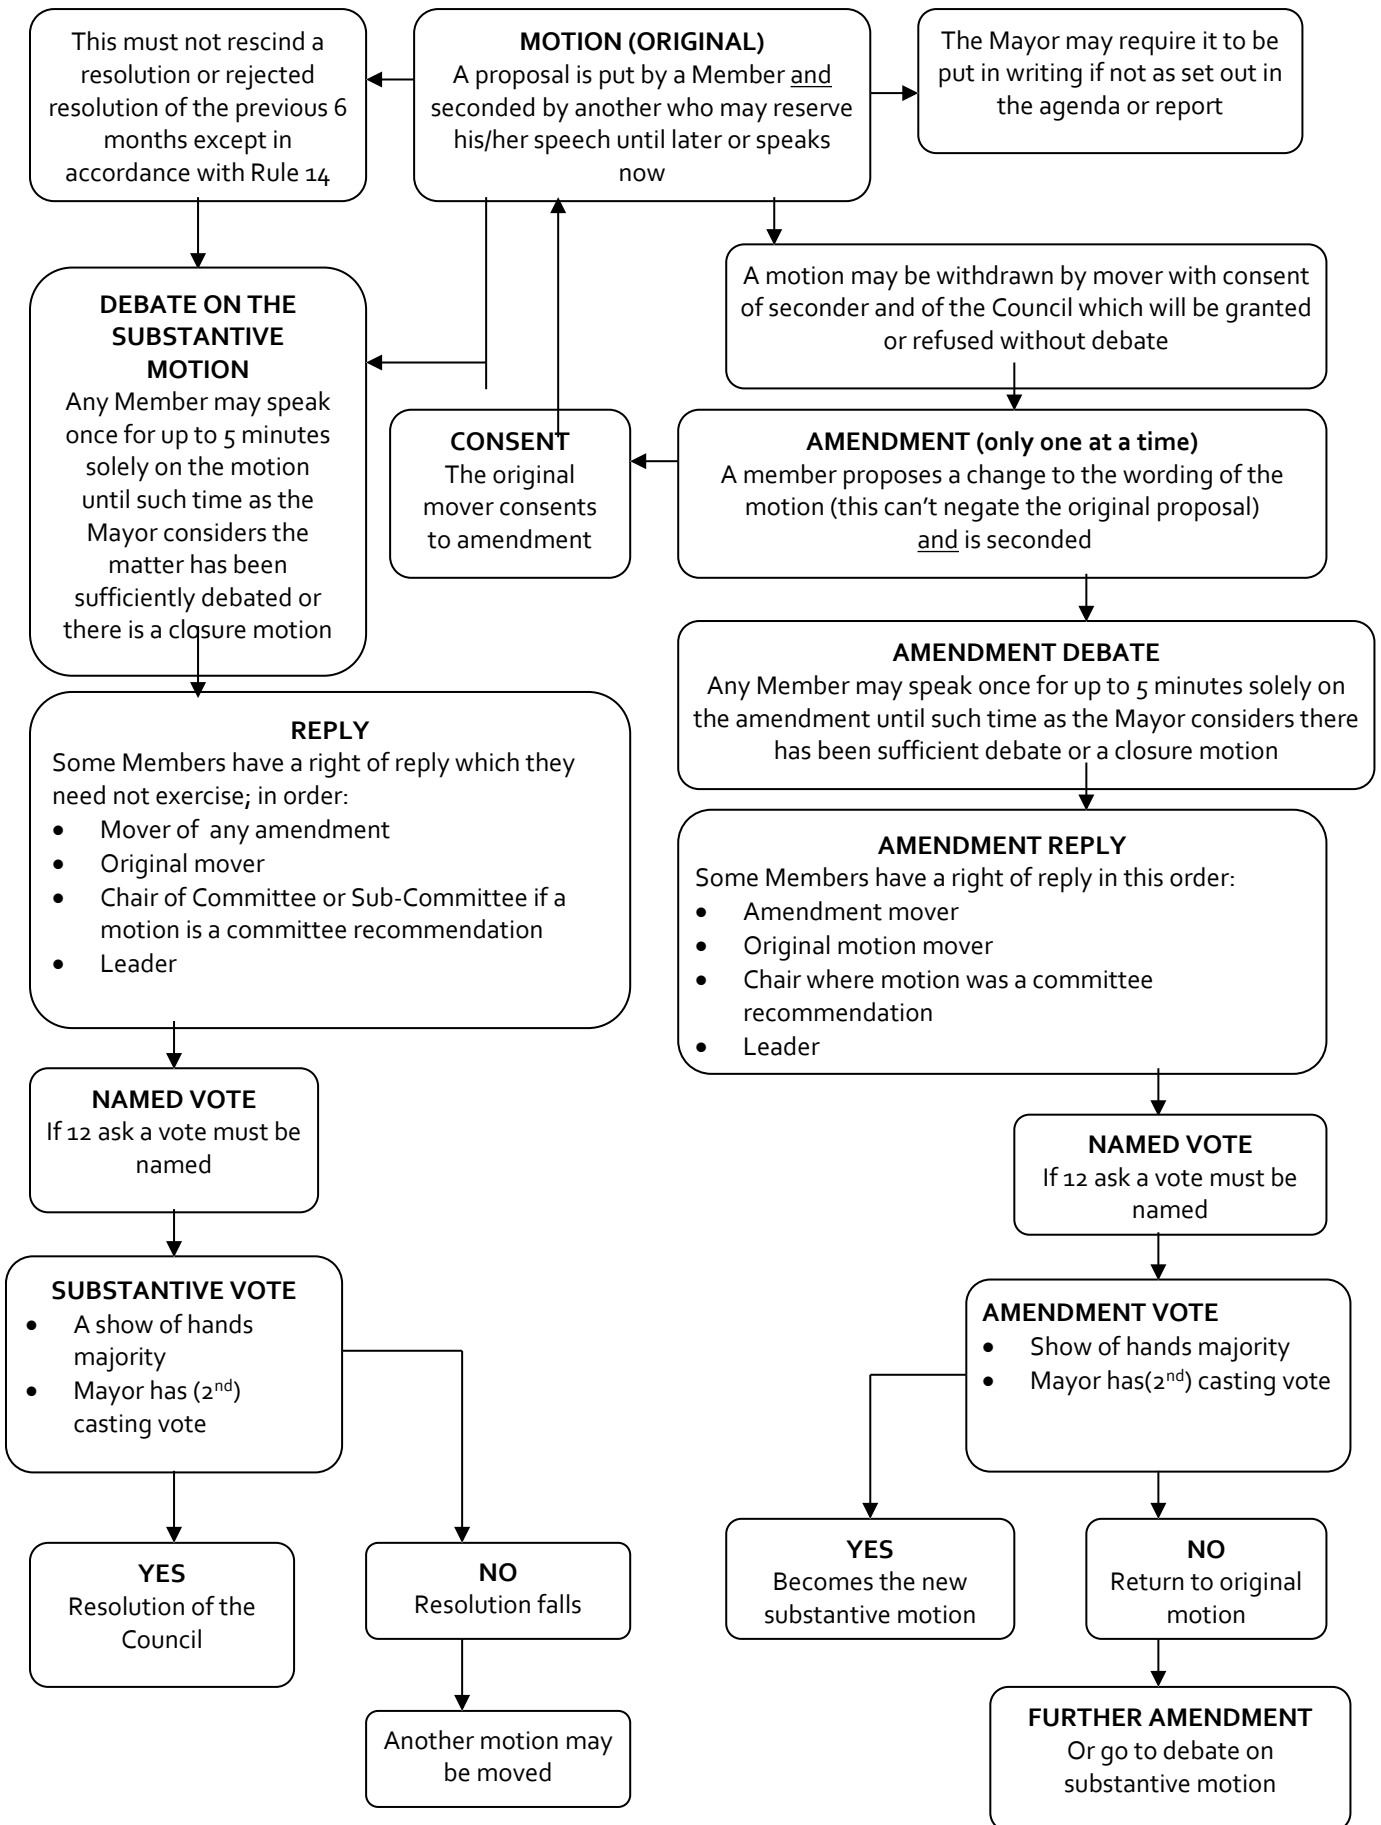 This must not rescind a
resolution or rejected
resolution of the previous 6
months except in
accordance with Rule 14
MOTION (ORIGINAL)
A proposal is put by a Member and
seconded by another who may reserve
his/her speech until later or speaks
now
The Mayor may require it to be
put in writing if not as set out in
the agenda or report
A motion may be withdrawn by mover with consent
of seconder and of the Council which will be granted
or refused without debate
DEBATE ON THE
SUBSTANTIVE
MOTION
Any Member may speak
once for up to 5 minutes
solely on the motion
until such time as the
Mayor considers the
matter has been
sufficiently debated or
there is a closure motion
CONSENT
The original
mover consents
to amendment
AMENDMENT (only one at a time)
A member proposes a change to the wording of the
motion (this can't negate the original proposal)
and is seconded
AMENDMENT DEBATE
Any Member may speak once for up to 5 minutes solely on
the amendment until such time as the Mayor considers there
has been sufficient debate or a closure motion
REPLY
Some Members have a right of reply which they
need not exercise; in order:
• Mover of any amendment
• Original mover
• Chair of Committee or Sub-Committee if a
motion is a committee recommendation
• Leader
AMENDMENT REPLY
Some Members have a right of reply in this order:
• Amendment mover
• Original motion mover
• Chair where motion was a committee
recommendation
• Leader
NAMED VOTE
If 12 ask a vote must be
named
NAMED VOTE
If 12 ask a vote must be
named
SUBSTANTIVE VOTE
• A show of hands
majority
• Mayor has (2nd)
casting vote
AMENDMENT VOTE
• Show of hands majority
• Mayor has(2nd) casting vote
YES
Resolution of the
Council
NO
Resolution falls
YES
Becomes the new
substantive motion
NO
Return to original
motion
Another motion may
be moved
FURTHER AMENDMENT
Or go to debate on
substantive motion